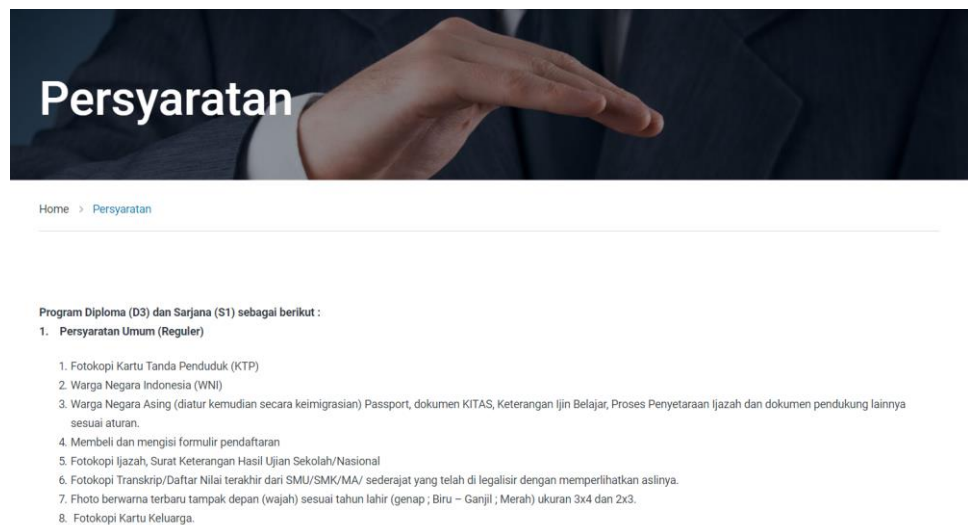 Persyaratan
Home > Persyaratan
Program Diploma (D3) dan Sarjana (S1) sebagai berikut :
1. Persyaratan Umum (Reguler)
1. Fotokopi Kartu Tanda Penduduk (KTP)
2. Warga Negara Indonesia (WNI)
3. Warga Negara Asing (diatur kemudian secara keimigrasian) Passport, dokumen KITAS, Keterangan Ijin Belajar, Proses Penyetaraan Ijazah dan dokumen pendukung lainnya
sesuai aturan.
4. Membeli dan mengisi formulir pendaftaran
5. Fotokopi Ijazah, Surat Keterangan Hasil Ujian Sekolah/Nasional
6. Fotokopi Transkrip/Daftar Nilai terakhir dari SMU/SMK/MA/ sederajat yang telah di legalisir dengan memperlihatkan aslinya.
7. Fhoto berwarna terbaru tampak depan (wajah) sesuai tahun lahir (genap ; Biru – Ganjil ; Merah) ukuran 3x4 dan 2x3.
8. Fotokopi Kartu Keluarga.